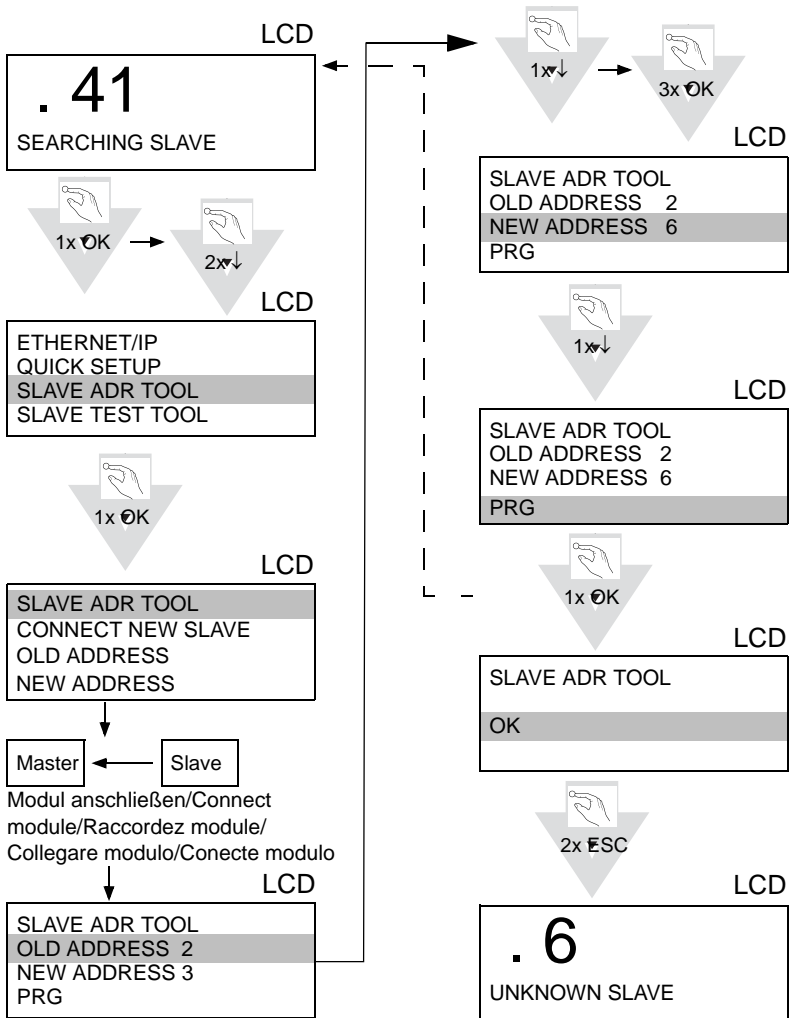 LCD
. 41
SEARCHING SLAVE
1x OK
2x↓
LCD
ETHERNET/IP
QUICK SETUP
SLAVE ADR TOOL
SLAVE TEST TOOL
1x OK
LCD
SLAVE ADR TOOL
CONNECT NEW SLAVE
OLD ADDRESS
NEW ADDRESS
Master
Slave
Modul anschließen/Connect
module/Raccordez module/
Collegare modulo/Conecte modulo
LCD
SLAVE ADR TOOL
OLD ADDRESS 2
NEW ADDRESS 3
PRG
1x↓
3x OK
LCD
SLAVE ADR TOOL
OLD ADDRESS 2
NEW ADDRESS 6
PRG
1x↓
LCD
SLAVE ADR TOOL
OLD ADDRESS 2
NEW ADDRESS 6
PRG
1x OK
LCD
SLAVE ADR TOOL
OK
2x ESC
LCD
. 6
UNKNOWN SLAVE